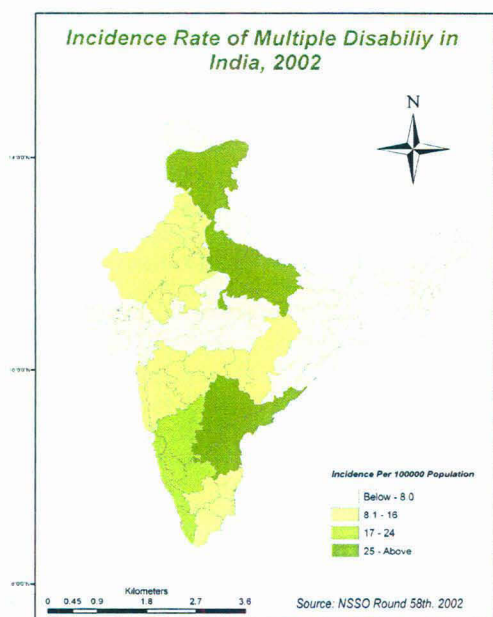 Incidence Rate of Multiple Disabiliy in
India, 2002
N
Incidence Per 100000 Population
Below - 8.0
8.1 - 16
17 - 24
25 - Above
Kilometers
0 0.45 0.9 1.8 2.7 3.6
Source: NSSO Round 58th. 2002